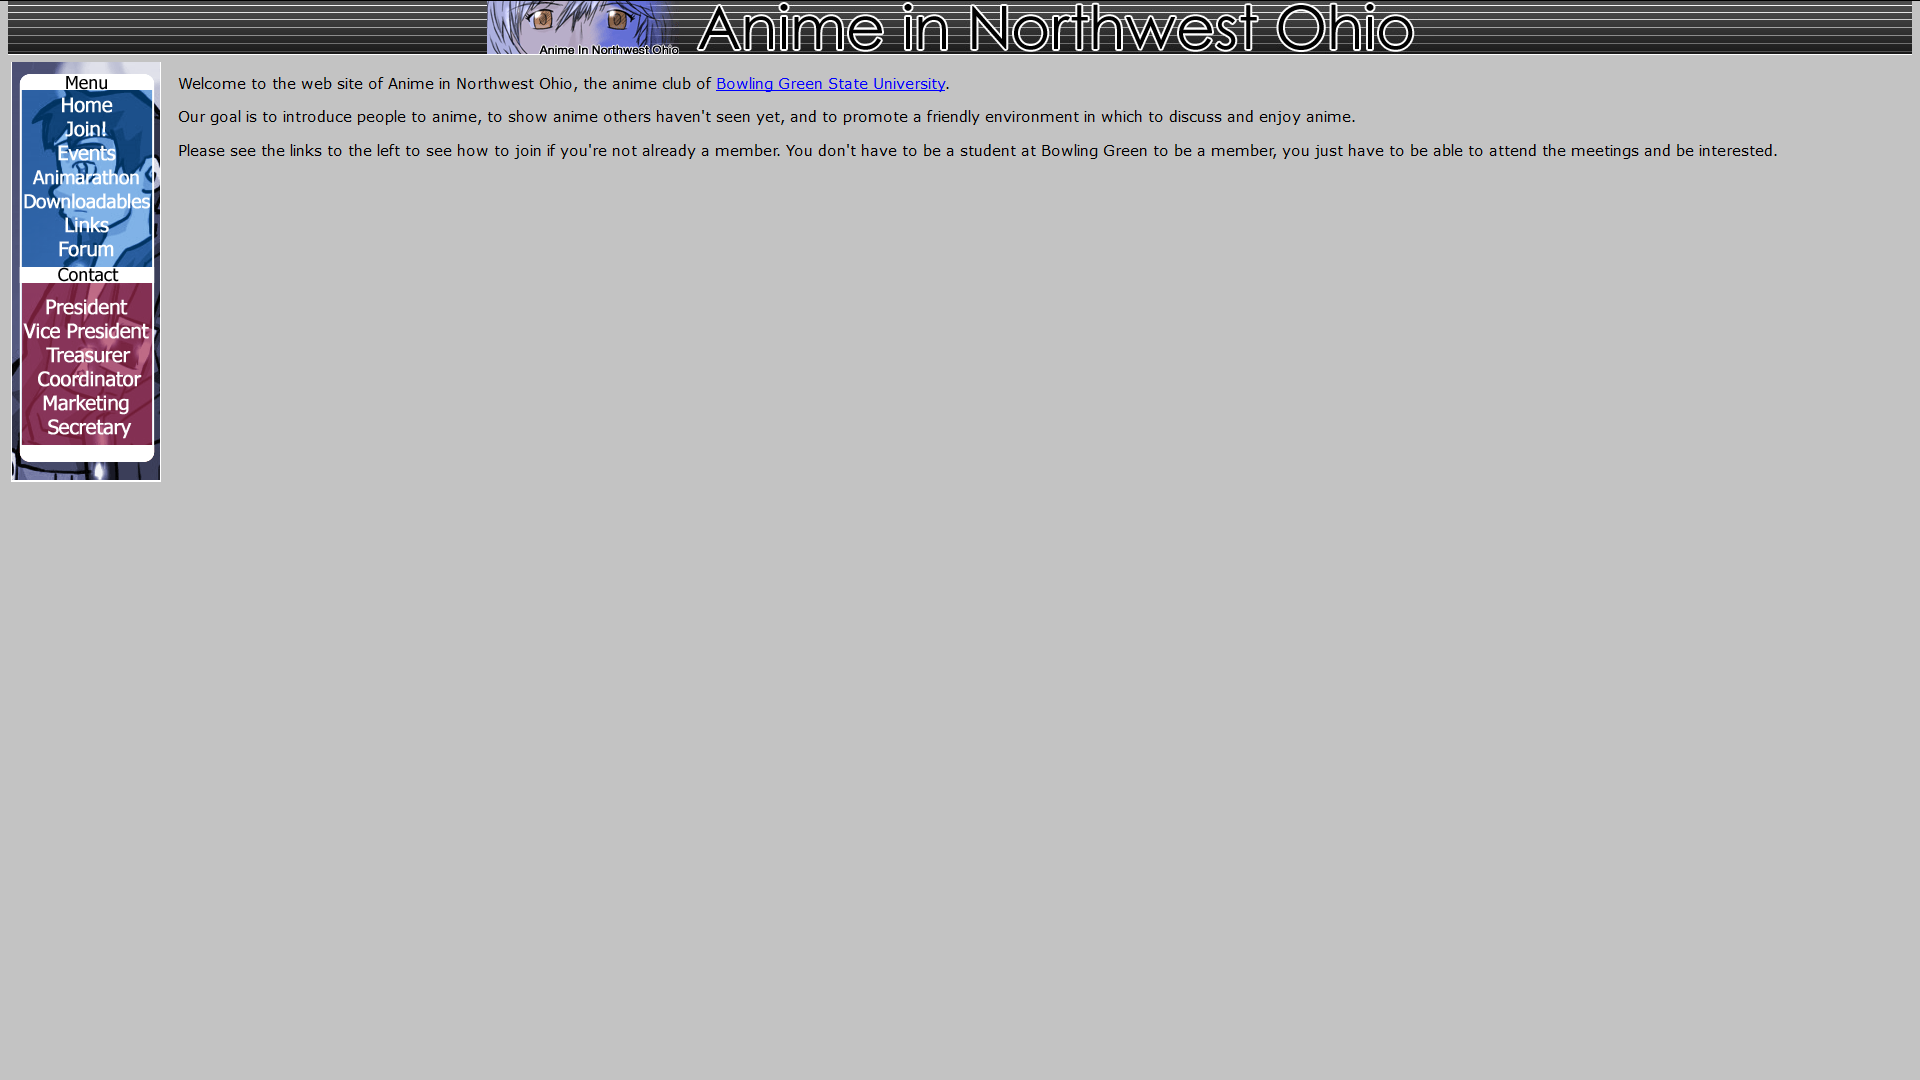 Anime In Northwest Ohio
Anime in Northwest Ohio
Menu
Home
Join!
Events
Animarathon
Downloadables
Links
Forum
Contact
President
Vice President
Treasurer
Coordinator
Marketing
Secretary
Welcome to the web site of Anime in Northwest Ohio, the anime club of Bowling Green State University.
Our goal is to introduce people to anime, to show anime others haven't seen yet, and to promote a friendly environment in which to discuss and enjoy anime.
Please see the links to the left to see how to join if you're not already a member. You don't have to be a student at Bowling Green to be a member, you just have to be able to attend the meetings and be interested.